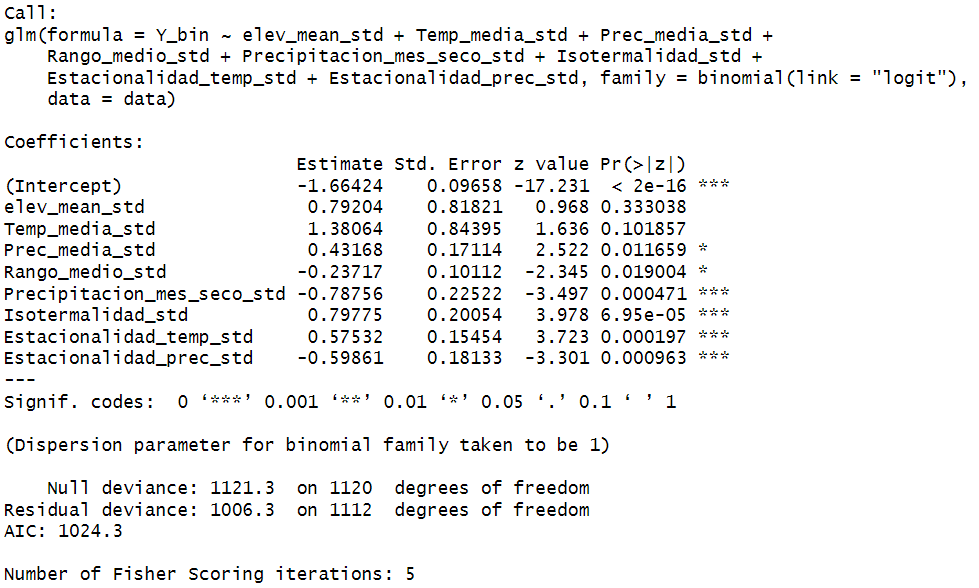 Call:
glm(formula = Y_bin ~ elev_mean_std + Temp_media_std + Prec_media_std +
    Rango_medio_std + Precipitacion_mes_seco_std + Isotermalidad_std +
    Estacionalidad_temp_std + Estacionalidad_prec_std, family = binomial(link = "logit"),
    data = data)

Coefficients:
                           Estimate Std. Error z value Pr(>|z|)
(Intercept)                -1.66424    0.09658 -17.231  < 2e-16 ***
elev_mean_std               0.79204    0.81821   0.968 0.333038
Temp_media_std              1.38064    0.84395   1.636 0.101857
Prec_media_std              0.43168    0.17114   2.522 0.011659 *
Rango_medio_std            -0.23717    0.10112  -2.345 0.019004 *
Precipitacion_mes_seco_std -0.78756    0.22522  -3.497 0.000471 ***
Isotermalidad_std           0.79775    0.20054   3.978 6.95e-05 ***
Estacionalidad_temp_std     0.57532    0.15454   3.723 0.000197 ***
Estacionalidad_prec_std    -0.59861    0.18133  -3.301 0.000963 ***
---
Signif. codes:  0 ‘***’ 0.001 ‘**’ 0.01 ‘*’ 0.05 ‘.’ 0.1 ‘ ’ 1

(Dispersion parameter for binomial family taken to be 1)

    Null deviance: 1121.3  on 1120  degrees of freedom
Residual deviance: 1006.3  on 1112  degrees of freedom
AIC: 1024.3

Number of Fisher Scoring iterations: 5